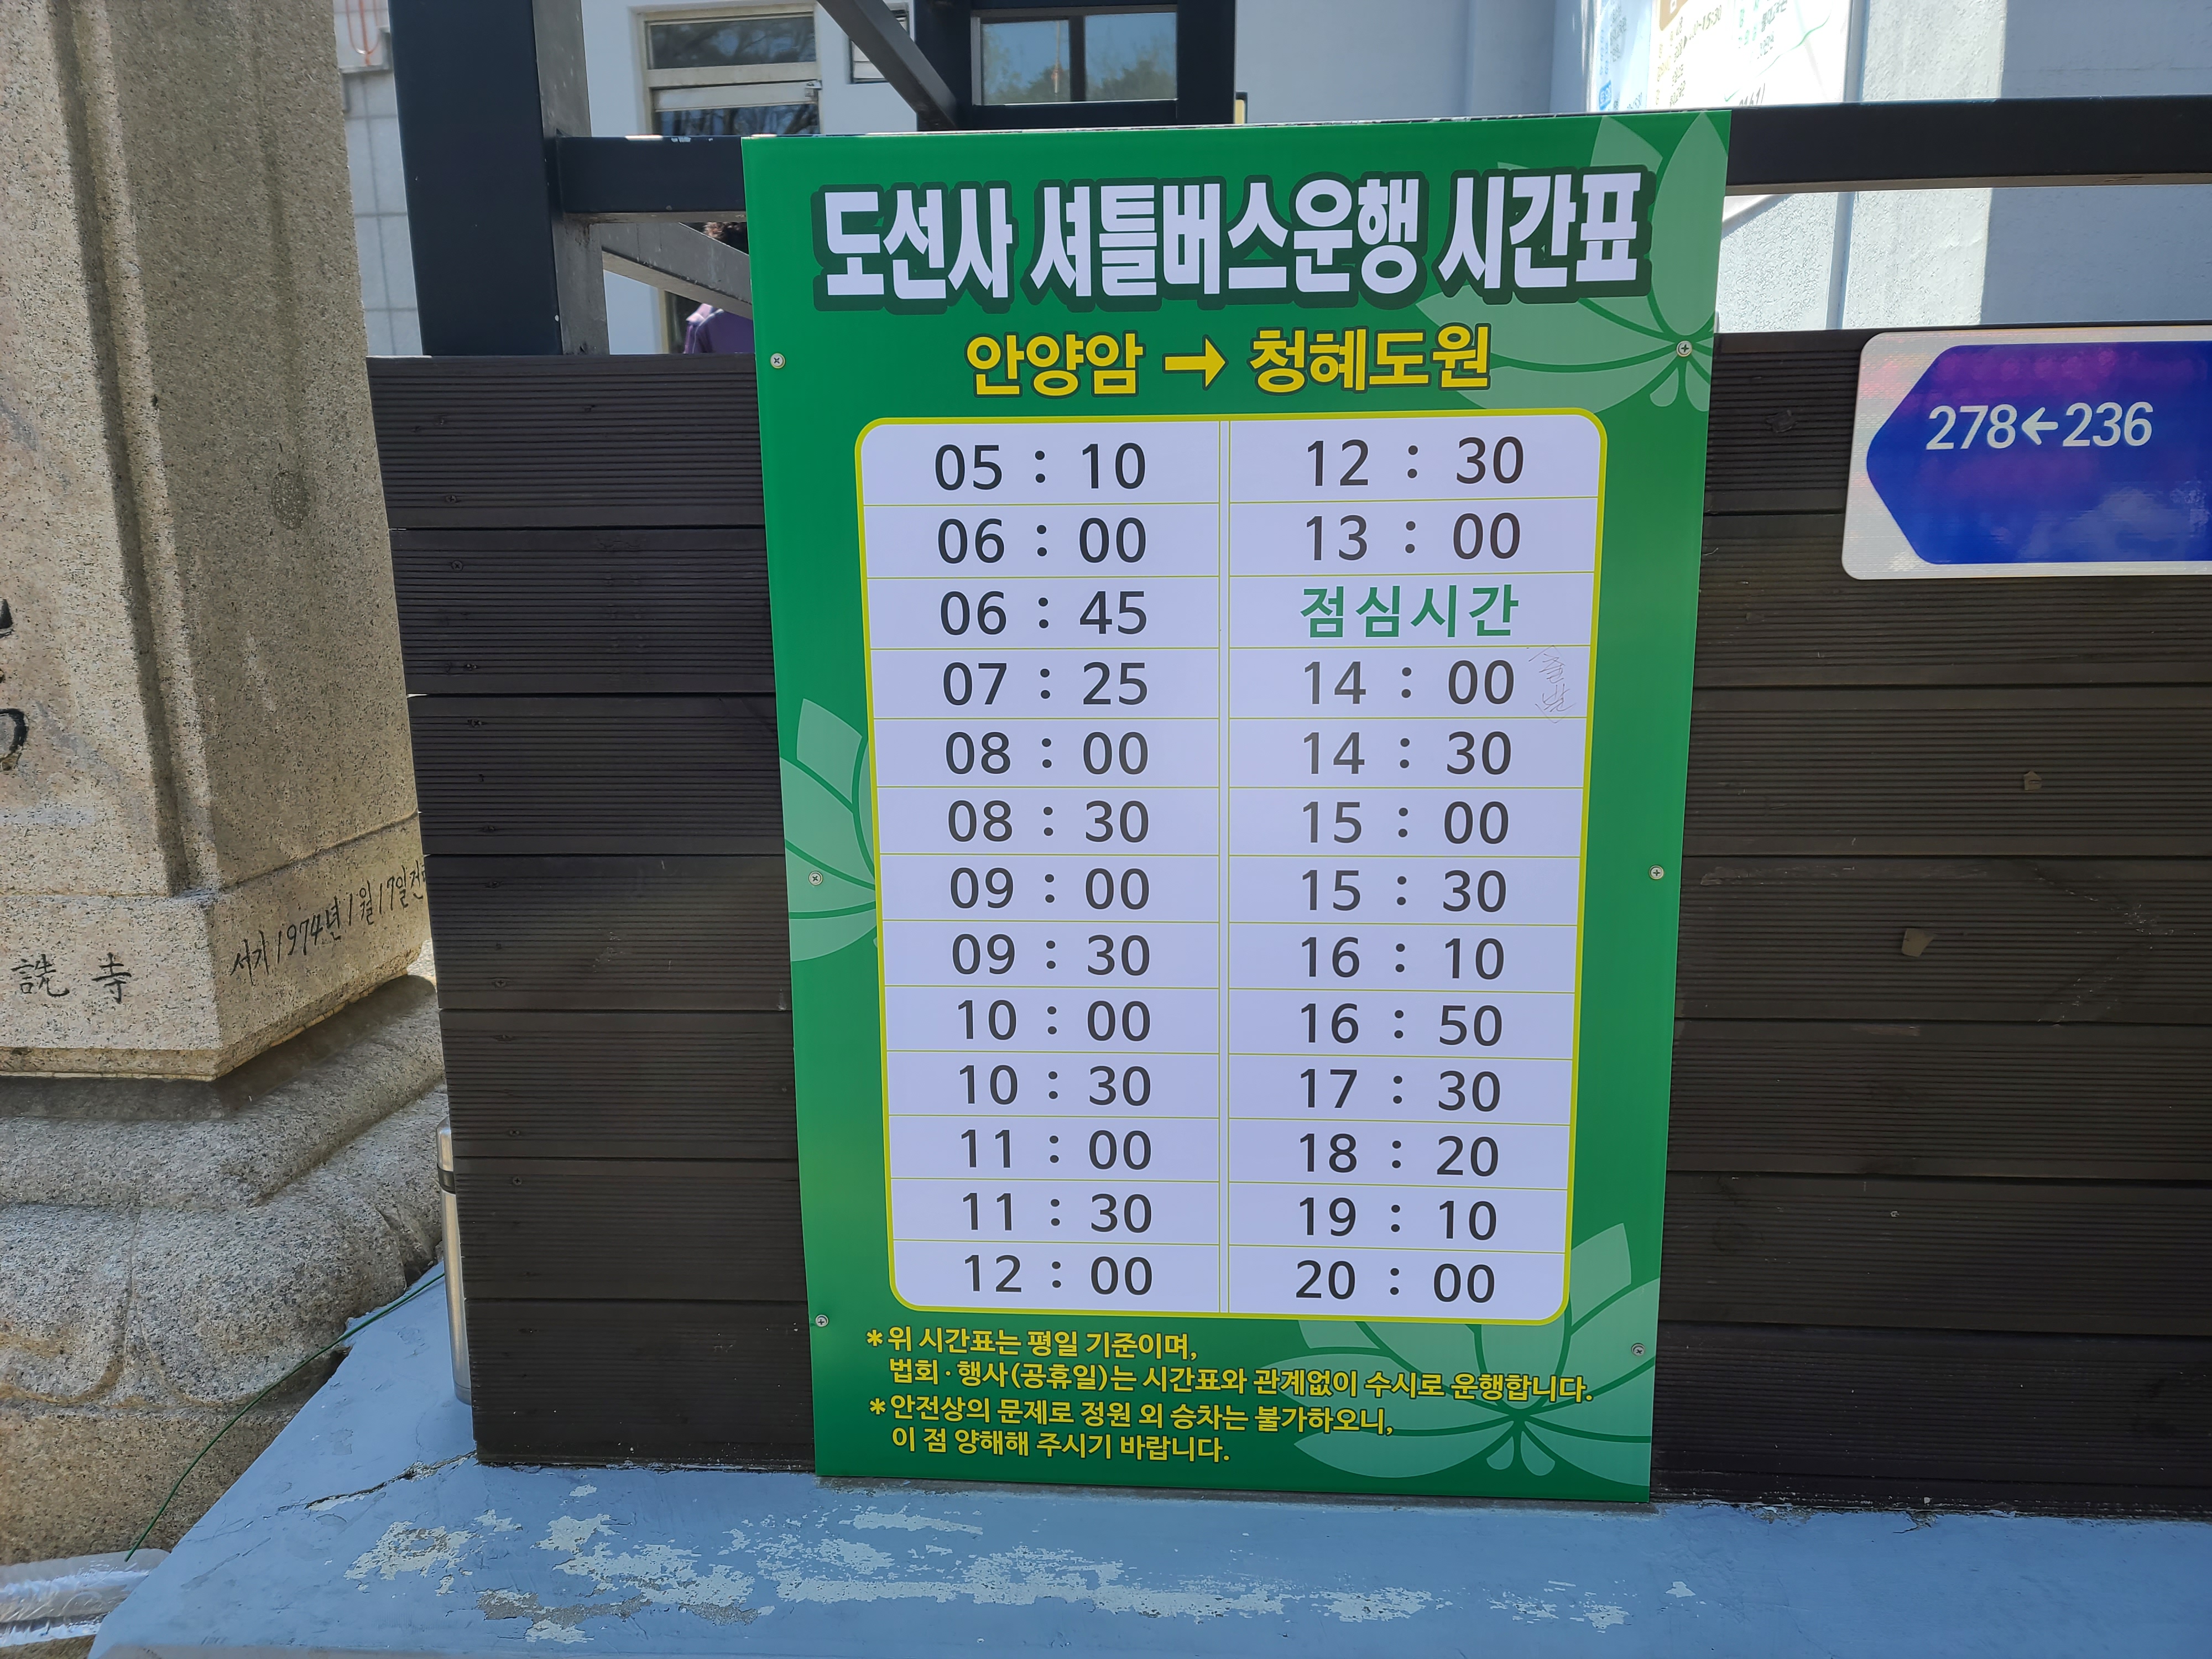 도선사 셔틀버스운행 시간표
안양암 → 청혜도원
05 : 10
06 : 00
06 : 45
07 : 25
08 : 00
08 : 30
09 : 00
09 : 30
10 : 00
10 : 30
11 : 00
11 : 30
12 : 00
12 : 30
13 : 00
점심시간
14 : 00
출발
14 : 30
15 : 00
15 : 30
16 : 10
16 : 50
17 : 30
18 : 20
19 : 10
20 : 00
*위 시간표는 평일 기준이며,
법회·행사(공휴일)는 시간표와 관계없이 수시로 운행합니다.
*안전상의 문제로 정원 외 승차는 불가하오니,
이 점 양해해 주시기 바랍니다.
278←236
서기 1974년 1월 17일
寺